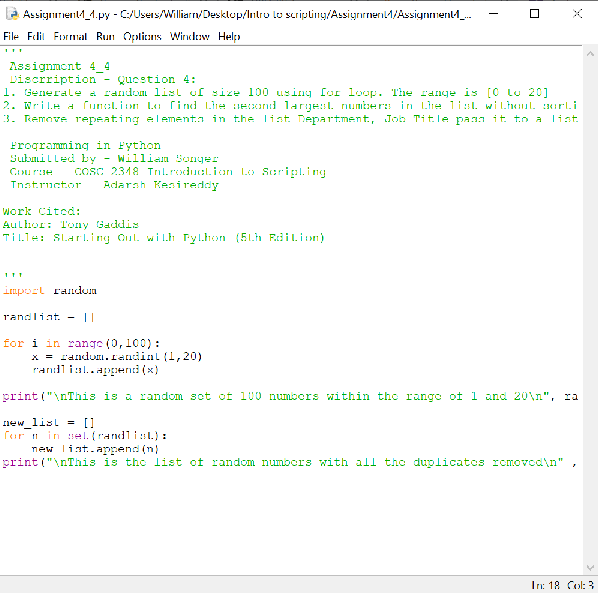 Assignment4_4.py - C:/Users/William/Desktop/Intro to scripting/Assignment4/Assignment4_...
File Edit Format Run Options Window Help
'''
Assignment 4_4
Discrription - Question 4:
1. Generate a random list of size 100 using for loop. The range is [0 to 20]
2. Write a function to find the second largest numbers in the list without sorti
3. Remove repeating elements in the list Department, Job Title pass it to a list
Programming in Python
Submitted by - William Songer
Course - COSC 2348 Introduction to Scripting
Instructor - Adarsh Kesireddy
Work Cited:
Author: Tony Gaddis
Title: Starting Out with Python (5th Edition)
'''
import random
randlist = []
for i in range(0,100):
x = random.randint(1,20)
randlist.append(x)
print("\nThis is a random set of 100 numbers within the range of 1 and 20\n", ra
new_list = []
for n in set(randlist):
new_list.append(n)
print("\nThis is the list of random numbers with all the duplicates removed\n" ,
Ln: 18 Col: 3